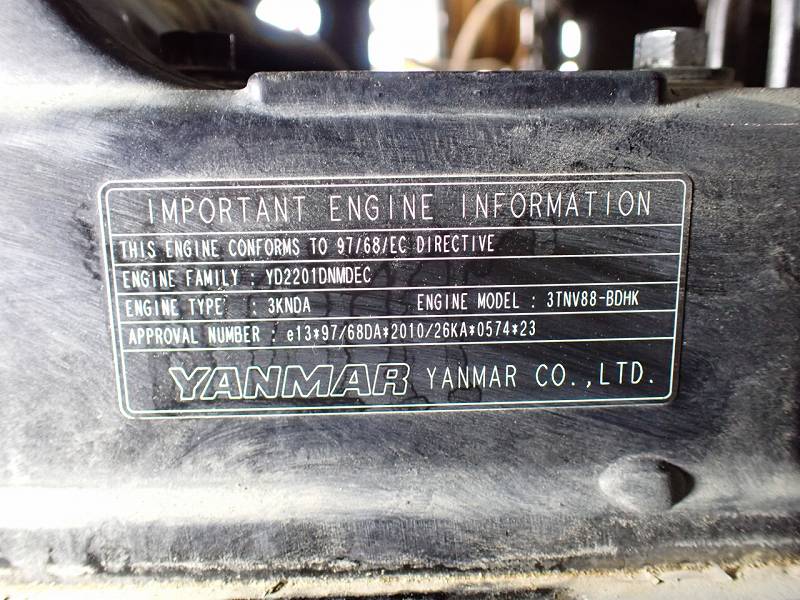 IMPORTANT ENGINE INFORMATION
THIS ENGINE CONFORMS TO 97/68/EC DIRECTIVE
ENGINE FAMILY : YD2201DNMDEC
ENGINE TYPE : 3KNDA ENGINE MODEL : 3TNV88-BDHK
APPROVAL NUMBER : e13*97/68DA*2010/26KA*0574*23
YANMAR YANMAR CO.,LTD.